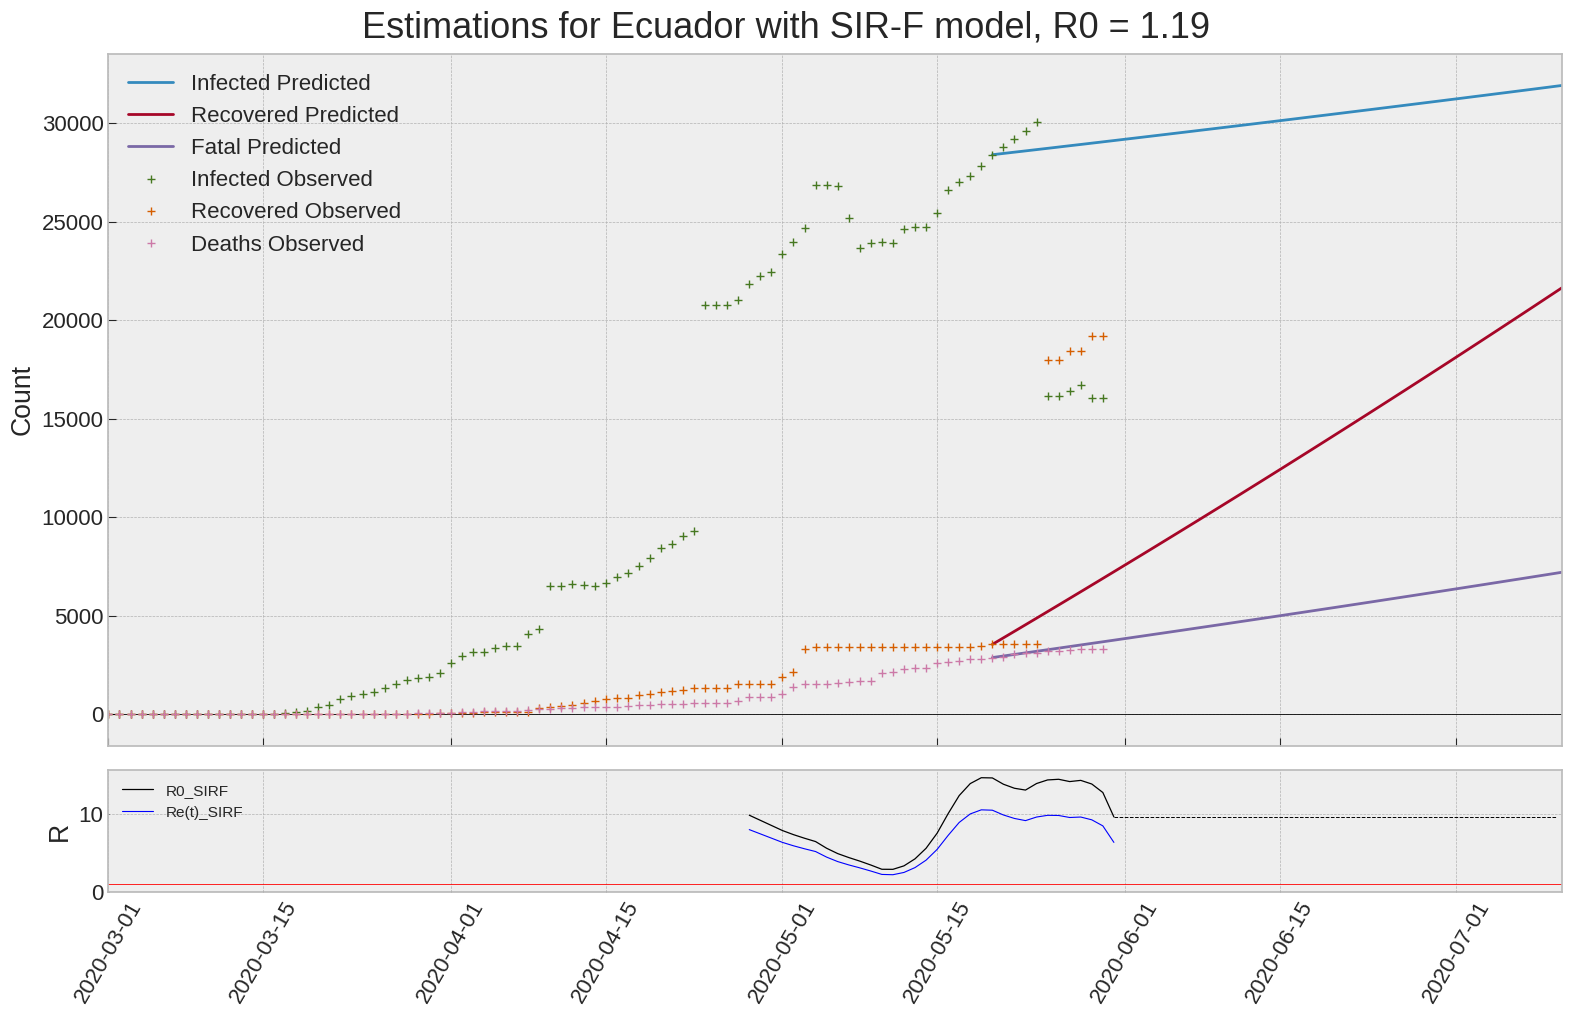 Estimations for Ecuador with SIR-F model, R0 = 1.19
Infected Predicted
Recovered Predicted
Fatal Predicted
Infected Observed
Recovered Observed
Deaths Observed
30000
25000
20000
15000
10000
5000
0
Count
R0_SIRF
Re(t)_SIRF
10
0
R
2020-03-01
2020-03-15
2020-04-01
2020-04-15
2020-05-01
2020-05-15
2020-06-01
2020-06-15
2020-07-01